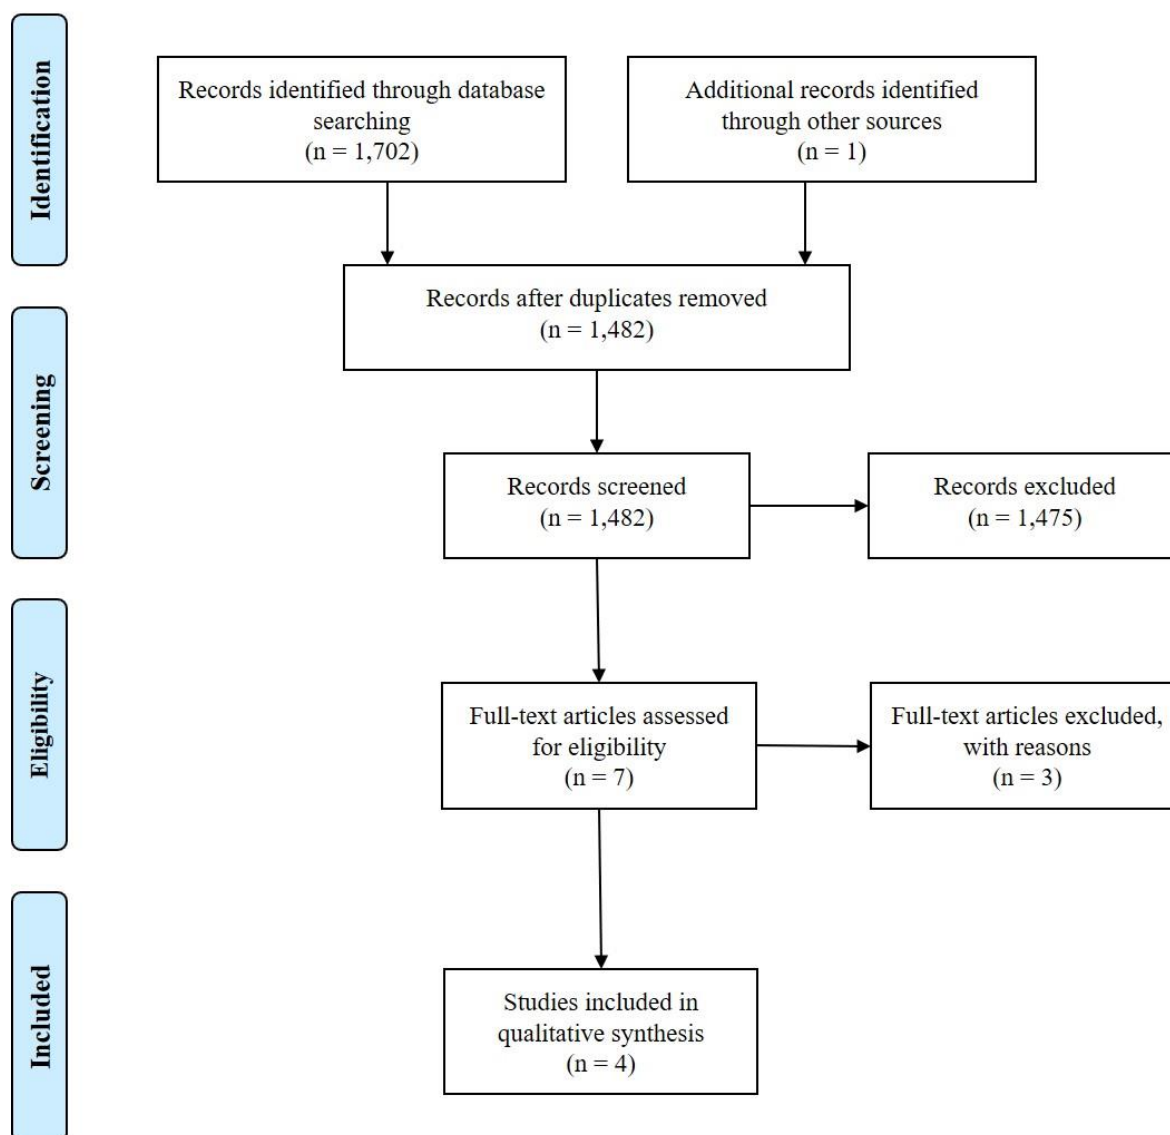 Identification
Records identified through database
searching
(n = 1,702)
Additional records identified
through other sources
(n = 1)
Records after duplicates removed
(n = 1,482)
Screening
Records screened
(n = 1,482)
Records excluded
(n = 1,475)
Eligibility
Full-text articles assessed
for eligibility
(n = 7)
Full-text articles excluded,
with reasons
(n = 3)
Included
Studies included in
qualitative synthesis
(n = 4)